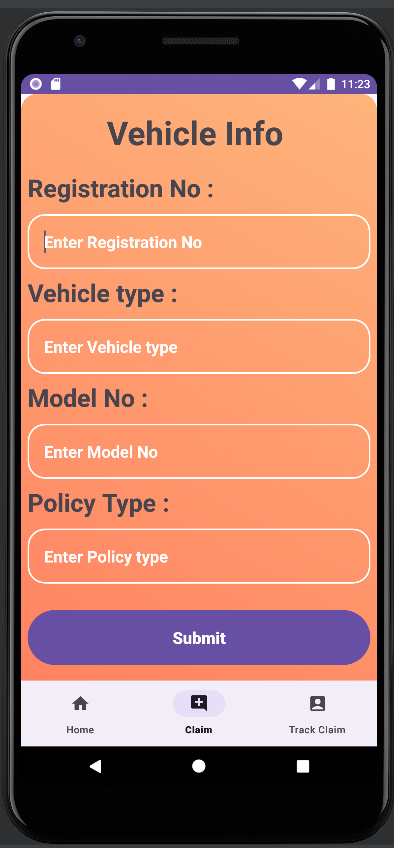 11:23
Vehicle Info
Registration No :
Enter Registration No
Vehicle type :
Enter Vehicle type
Model No :
Enter Model No
Policy Type :
Enter Policy type
Submit
Home Claim Track Claim